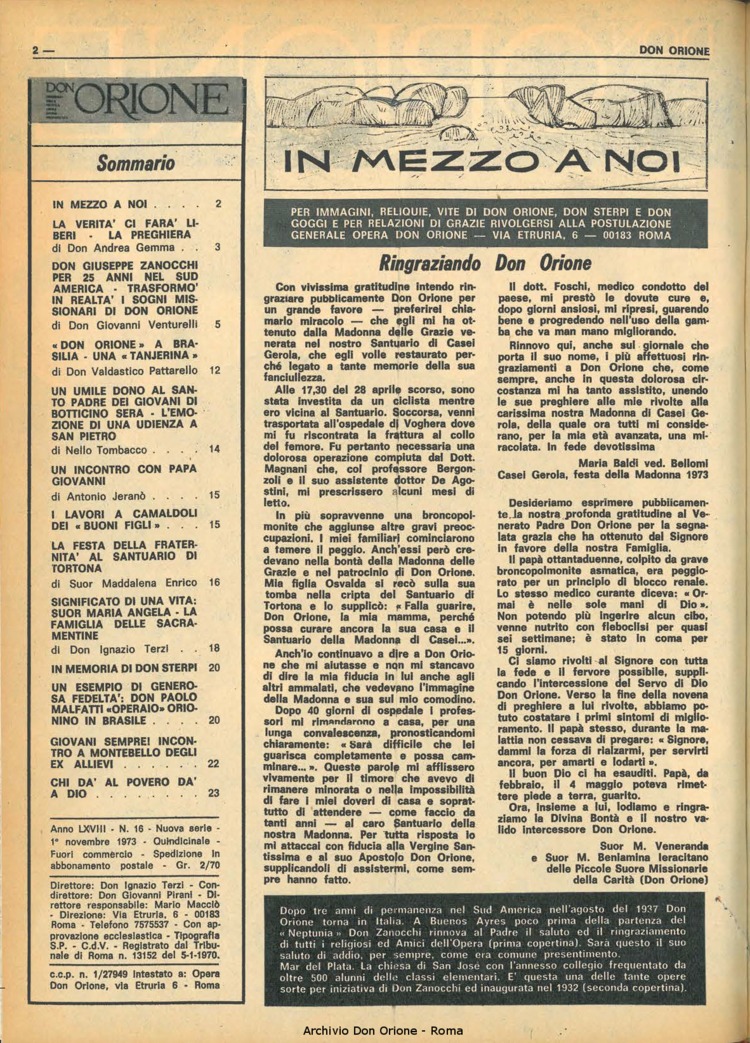 2 —
DON ORIONE
DON ORIONE
Sommario
IN MEZZO A NOI . . . . 2
LA VERITA' CI FARA' LI-
BERI - LA PREGHIERA
di Don Andrea Gemma . . 3
DON GIUSEPPE ZANOCCHI
PER 25 ANNI NEL SUD
AMERICA - TRASFORMO'
IN REALTA' I SOGNI MIS-
SIONARI DI DON ORIONE
di Don Giovanni Venturelli 5
«DON ORIONE» A BRA-
SILIA - UNA «TANJERINA»
di Don Valdastico Pattarello 12
UN UMILE DONO AL SAN-
TO PADRE DEI GIOVANI DI
BOTTICINO SERA - L'EMO-
ZIONE DI UNA UDIENZA A
SAN PIETRO
di Nello Tombacco . . . . 14
UN INCONTRO CON PAPA
GIOVANNI
di Antonio Jeranò . . . . 15
I LAVORI A CAMALDOLI
DEI «BUONI FIGLI» . . . 15
LA FESTA DELLA FRATER-
NITA' AL SANTUARIO DI
TORTONA
di Suor Maddalena Enrico 16
SIGNIFICATO DI UNA VITA:
SUOR MARIA ANGELA - LA
FAMIGLIA DELLE SACRA-
MENTINE
di Don Ignazio Terzi . . . 18
IN MEMORIA DI DON STERPI 20
UN ESEMPIO DI GENERO-
SA FEDELTA': DON PAOLO
MALFATTI «OPERAIO» ORIO-
NINO IN BRASILE . . . . 20
GIOVANI SEMPRE! INCON-
TRO A MONTEBELLO DEGLI
EX ALLIEVI . . . . . . 22
CHI DA' AL POVERO DA'
A DIO . . . . . . . . . . 23
Anno LXVIII - N. 16 - Nuova serie -
1° novembre 1973 - Quindicinale -
Fuori commercio - Spedizione in
abbonamento postale - Gr. 2/70
Direttore: Don Ignazio Terzi - Con-
direttore: Don Giovanni Pirani - Di-
rettore responsabile: Mario Macciò
- Direzione: Via Etruria, 6 - 00183
Roma - Telefono 7575537 - Con ap-
provazione ecclesiastica - Tipografia
S.P. - C.d.V. - Registrato dal Tribu-
nale di Roma n. 13152 del 5-1-1970.
c.c.p. n. 1/27949 intestato a: Opera
Don Orione, via Etruria 6 - Roma
IN MEZZO A NOI
PER IMMAGINI, RELIQUIE, VITE DI DON ORIONE, DON STERPI E DON
GOGGI E PER RELAZIONI DI GRAZIE RIVOLGERSI ALLA POSTULAZIONE
GENERALE OPERA DON ORIONE — VIA ETRURIA, 6 — 00183 ROMA
Ringraziando Don Orione
Con vivissima gratitudine intendo rin-
graziare pubblicamente Don Orione per
un grande favore — preferirei chia-
marlo miracolo — che egli mi ha ot-
tenuto dalla Madonna delle Grazie ve-
nerata nel nostro Santuario di Casei
Gerola, che egli volle restaurato per-
ché legato a tante memorie della sua
fanciullezza.
Alle 17,30 del 28 aprile scorso, sono
stata investita da un ciclista mentre
ero vicina al Santuario. Soccorsa, venni
trasportata all'ospedale di Voghera dove
mi fu riscontrata la frattura al collo
del femore. Fu pertanto necessaria una
dolorosa operazione compiuta dal Dott.
Magnani che, col professore Bergon-
zoli e il suo assistente dottor De Ago-
stini, mi prescrissero alcuni mesi di
letto.
In più sopravvenne una broncopol-
monite che aggiunse altre gravi preoc-
cupazioni. I miei familiari cominciarono
a temere il peggio. Anch'essi però cre-
devano nella bontà della Madonna delle
Grazie e nel patrocinio di Don Orione.
Mia figlia Osvalda si recò sulla sua
tomba nella cripta del Santuario di
Tortona e lo supplicò: «Falla guarire,
Don Orione, la mia mamma, perché
possa curare ancora la sua casa e il
Santuario della Madonna di Casei...».
Anch'io continuavo a dire a Don Orio-
ne che mi aiutasse e non mi stancavo
di dire la mia fiducia in lui anche agli
altri ammalati, che vedevano l'immagine
della Madonna e sua sul mio comodino.
Dopo 40 giorni di ospedale i profes-
sori mi rimandarono a casa, per una
lunga convalescenza, pronosticandomi
chiaramente: «Sarà difficile che lei
guarisca completamente e possa cam-
minare...». Queste parole mi afflissero
vivamente per il timore che avevo di
rimanere minorata o nella impossibilità
di fare i miei doveri di casa e soprat-
tutto di attendere — come faccio da
tanti anni — al caro Santuario della
nostra Madonna. Per tutta risposta io
mi attaccai con fiducia alla Vergine San-
tissima e al suo Apostolo Don Orione,
supplicandoli di assistermi, come sem-
pre hanno fatto.
Il dott. Foschi, medico condotto del
paese, mi prestò le dovute cure e,
dopo giorni ansiosi, mi ripresi, guarendo
bene e progredendo nell'uso della gam-
ba che va man mano migliorando.
Rinnovo qui, anche sul giornale che
porta il suo nome, i più affettuosi rin-
graziamenti a Don Orione che, come
sempre, anche in questa dolorosa cir-
costanza mi ha tanto assistito, unendo
le sue preghiere alle mie rivolte alla
carissima nostra Madonna di Casei Ge-
rola, della quale ora tutti mi conside-
rano, per la mia età avanzata, una mi-
racolata. In fede devotissima
Maria Baldi ved. Bellomi
Casei Gerola, festa della Madonna 1973
Desideriamo esprimere pubblicamen-
te la nostra profonda gratitudine al Ve-
nerato Padre Don Orione per la segna-
lata grazia che ha ottenuto dal Signore
in favore della nostra Famiglia.
Il papà ottantaduenne, colpito da grave
broncopolmonite asmatica, era peggio-
rato per un principio di blocco renale.
Lo stesso medico curante diceva: «Or-
mai è nelle sole mani di Dio».
Non potendo più ingerire alcun cibo,
venne nutrito con fleboclisi per quasi
sei settimane; è stato in coma per
15 giorni.
Ci siamo rivolti al Signore con tutta
la fede e il fervore possibile, suppli-
cando l'intercessione del Servo di Dio
Don Orione. Verso la fine della novena
di preghiere a lui rivolte, abbiamo po-
tuto costatare i primi sintomi di miglio-
ramento. Il papà stesso, durante la ma-
lattia non cessava di pregare: «Signore,
dammi la forza di rialzarmi, per servirti
ancora, per amarti e lodarti».
Il buon Dio ci ha esauditi. Papà, da
febbraio, il 4 maggio poteva rimet-
tere piede a terra, guarito.
Ora, insieme a lui, lodiamo e ringra-
ziamo la Divina Bontà e il nostro va-
lido intercessore Don Orione.
Suor M. Veneranda
e Suor M. Beniamina Ieracitano
delle Piccole Suore Missionarie
della Carità (Don Orione)
Dopo tre anni di permanenza nel Sud America nell'agosto del 1937 Don
Orione torna in Italia. A Buenos Ayres poco prima della partenza del
«Neptunia» Don Zanocchi rinnova al Padre il saluto ed il ringraziamento
di tutti i religiosi ed Amici dell'Opera (prima copertina). Sarà questo il suo
saluto di addio, per sempre, come era comune presentimento.
Mar del Plata. La chiesa di San José con l'annesso collegio frequentato da
oltre 500 alunni delle classi elementari. E' questa una delle tante opere
sorte per iniziativa di Don Zanocchi ed inaugurata nel 1932 (seconda copertina).
Archivio Don Orione - Roma